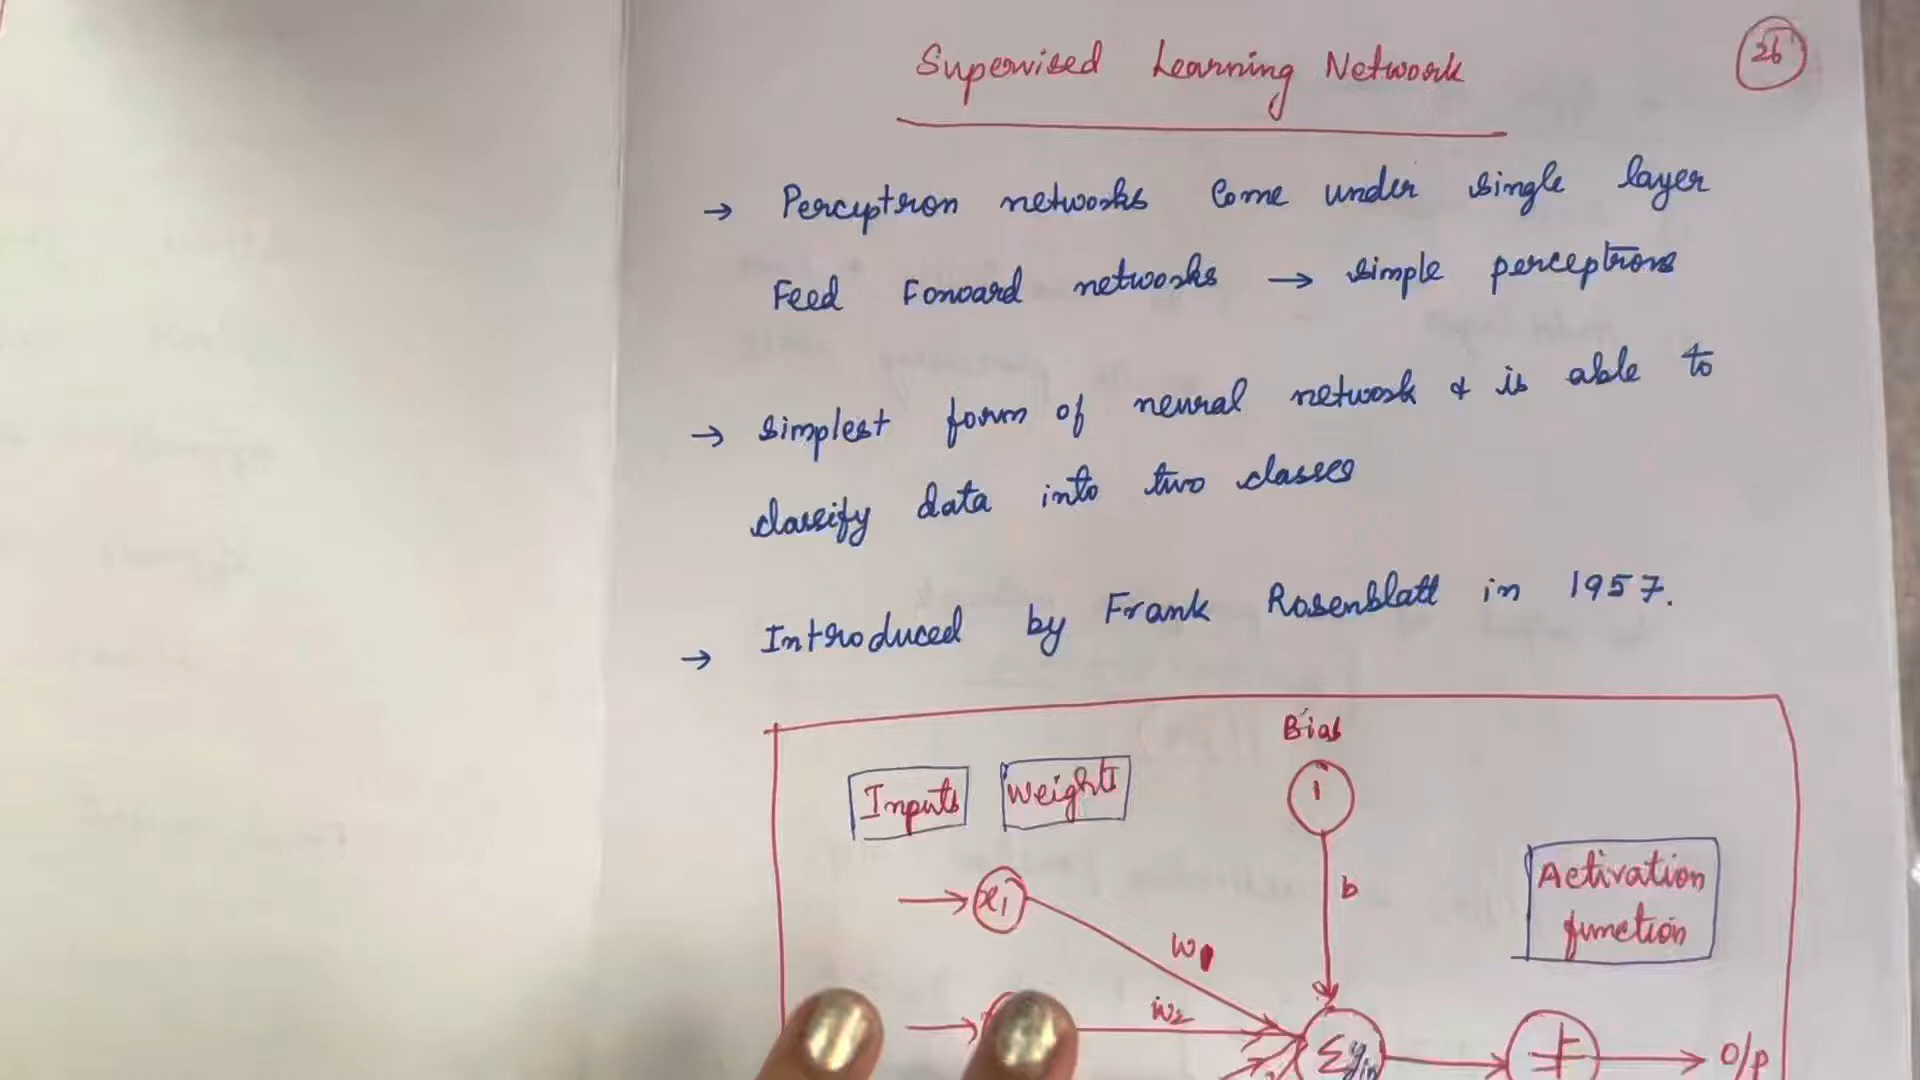 Supervised Learning Network
26
→ Perceptron networks Come under single layer
Feed Forward networks → simple perceptrons
→ simplest form of neural network & is able to
classify data into two classes
→ Introduced by Frank Rosenblatt in 1957.
Bias
Inputs Weights
1
Activation
function
b
x1
w1
w2
Σyin
O/p